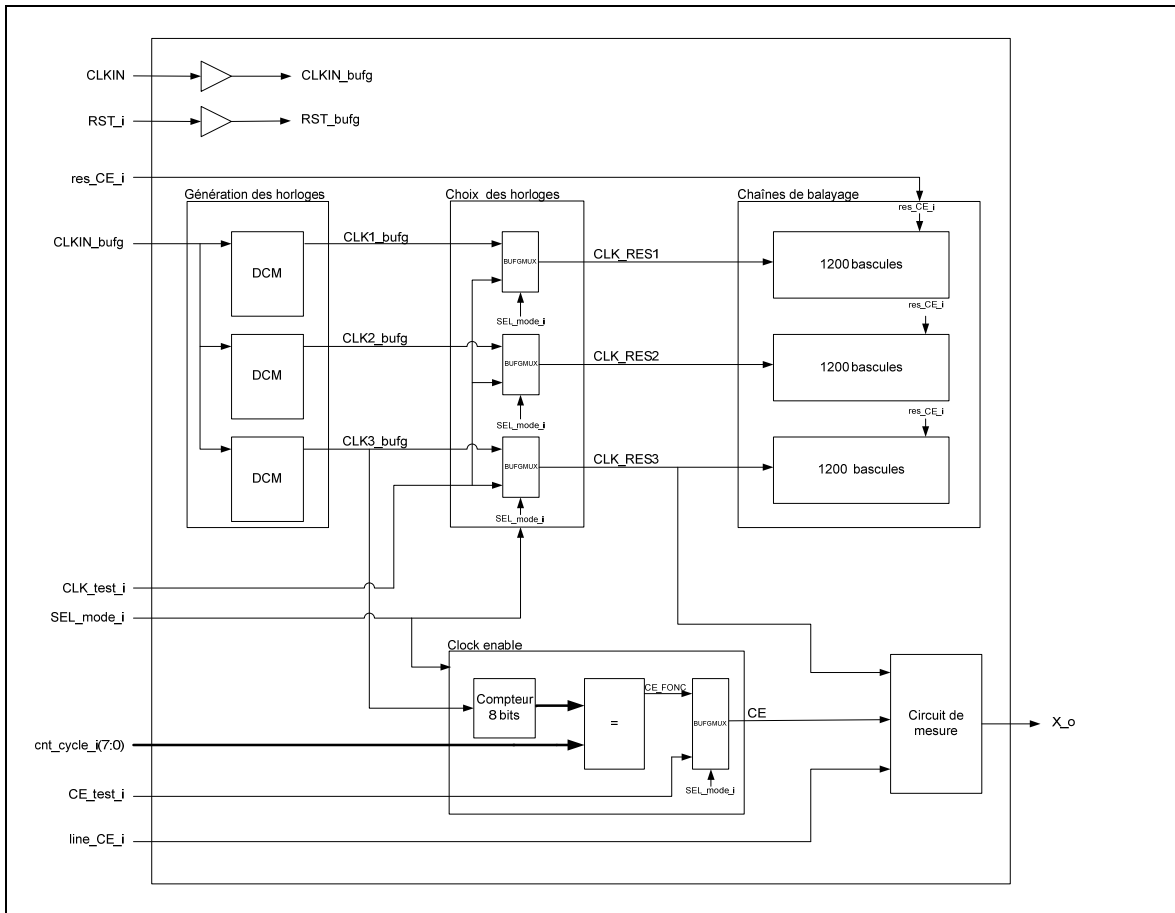 CLKIN
CLKIN_bufg
RST_i
RST_bufg
res_CE_i
Génération des horloges
Choix des horloges
Chaînes de balayage
res_CE_i
CLKIN_bufg
DCM
CLK1_bufg
BUFGMUX
SEL_mode_i
CLK_RES1
1200 bascules
res_CE_i
DCM
CLK2_bufg
BUFGMUX
SEL_mode_i
CLK_RES2
1200 bascules
res_CE_i
DCM
CLK3_bufg
BUFGMUX
SEL_mode_i
CLK_RES3
1200 bascules
CLK_test_i
SEL_mode_i
Clock enable
Compteur
8 bits
=
CE_FONC
BUFGMUX
SEL_mode_i
CE
Circuit de
mesure
X_o
cnt_cycle_i(7:0)
CE_test_i
line_CE_i